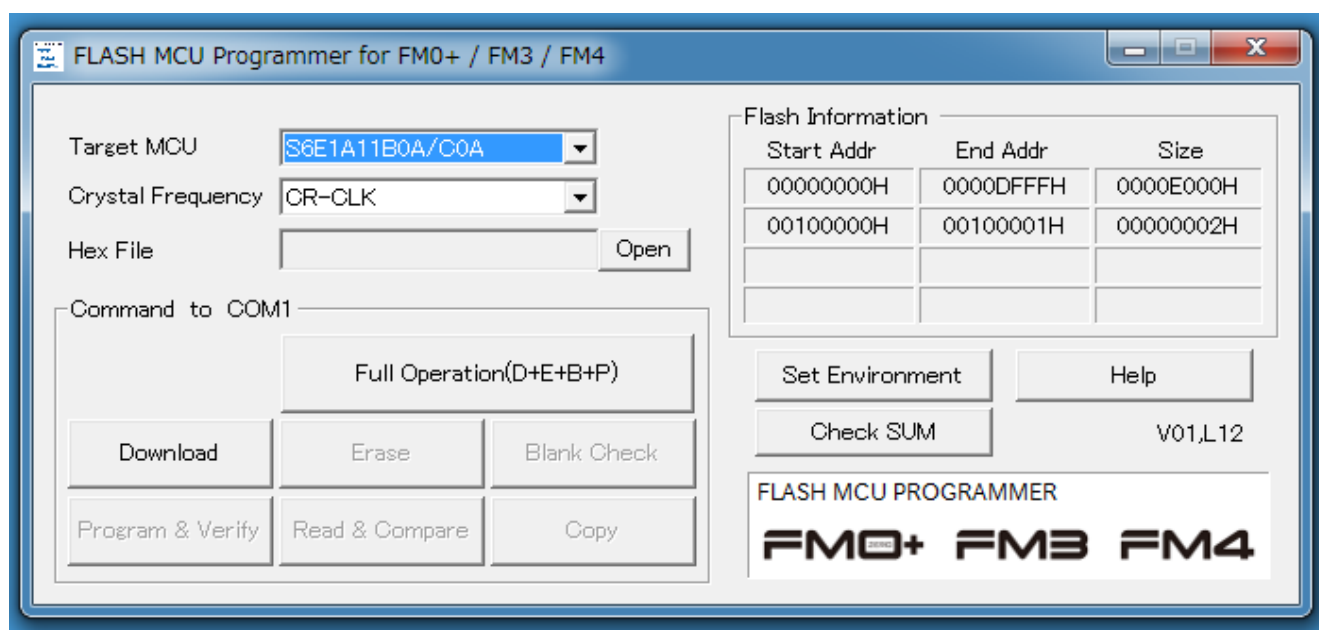 FLASH MCU Programmer for FM0+ / FM3 / FM4
Target MCU S6E1A11B0A/C0A
Crystal Frequency CR-CLK
Hex File Open
Command to COM1
Full Operation(D+E+B+P)
Download Erase Blank Check
Program & Verify Read & Compare Copy
Flash Information
Start Addr End Addr Size
00000000H 0000DFFFH 0000E000H
00100000H 00100001H 00000002H
Set Environment Help
Check SUM V01,L12
FLASH MCU PROGRAMMER
FM0+ FM3 FM4